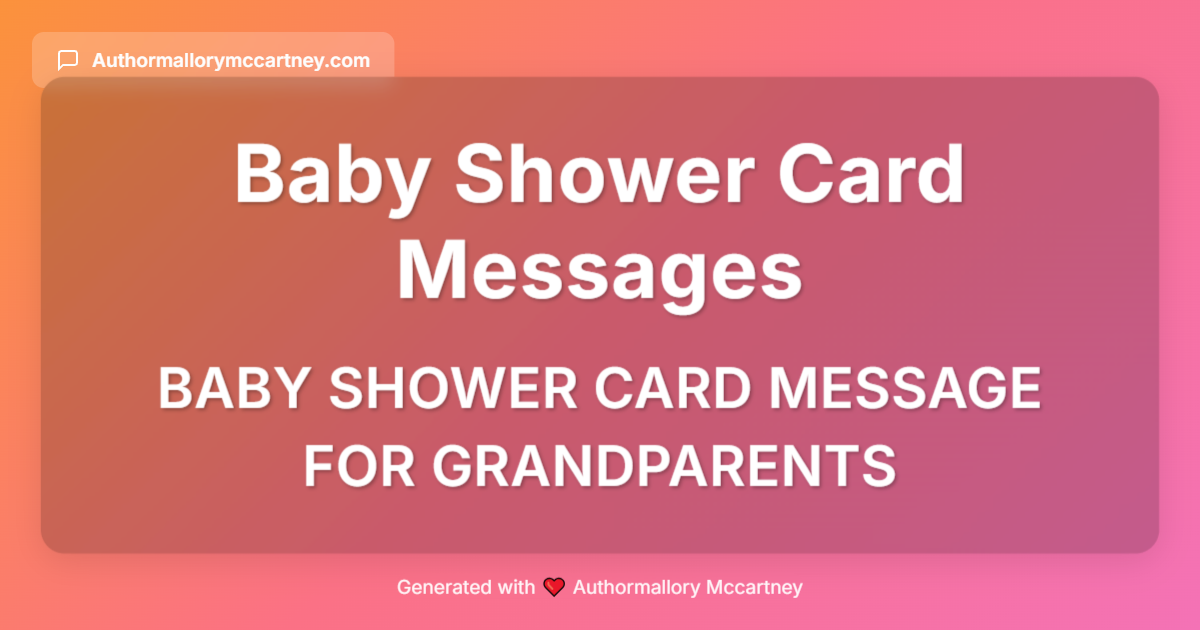 Authormallorymccartney.com
Baby Shower Card
Messages
BABY SHOWER CARD MESSAGE
FOR GRANDPARENTS
Generated with ❤️ Authormallory Mccartney